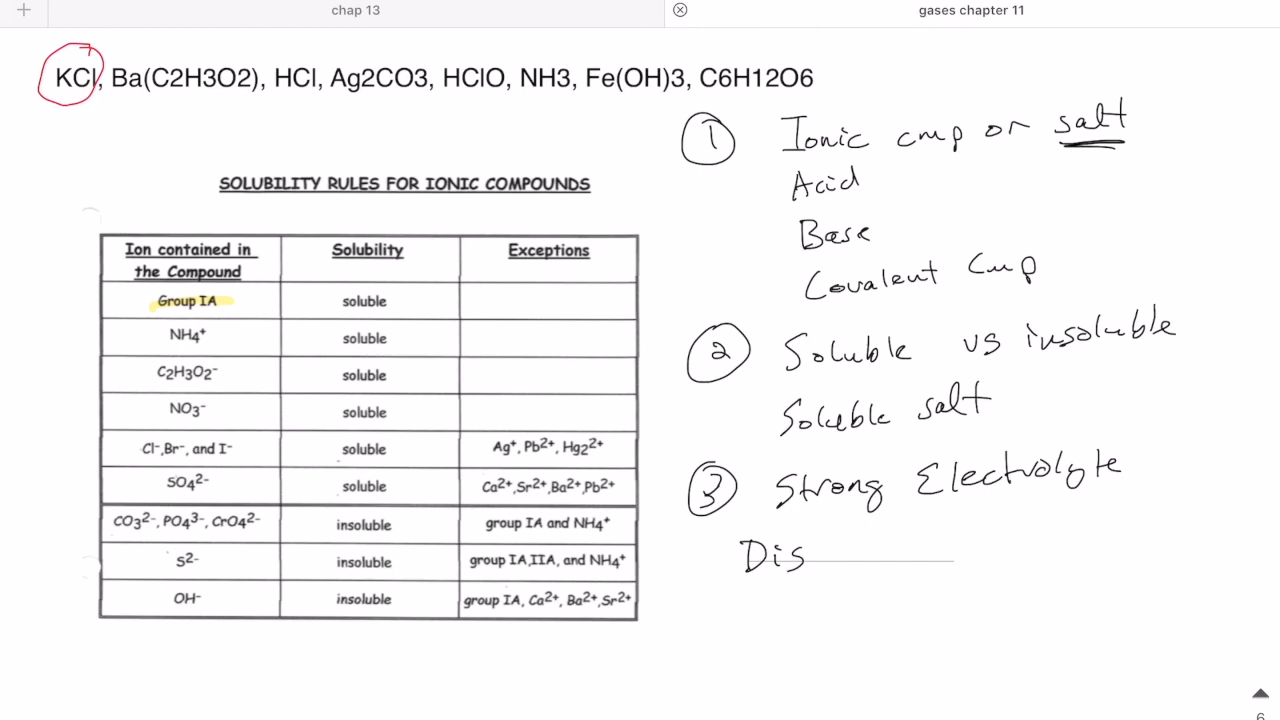 chap 13
gases chapter 11
KCl, Ba(C2H3O2), HCl, Ag2CO3, HClO, NH3, Fe(OH)3, C6H12O6
SOLUBILITY RULES FOR IONIC COMPOUNDS
Ion contained in the Compound Solubility Exceptions
Group IA soluble
NH4+ soluble
C2H3O2- soluble
NO3- soluble
Cl-,Br-, and I- soluble Ag+, Pb2+, Hg22+
SO42- soluble Ca2+,Sr2+,Ba2+,Pb2+
CO32-, PO43-, CrO42- insoluble group IA and NH4+
S2- insoluble group IA,IIA, and NH4+
OH- insoluble group IA, Ca2+, Ba2+,Sr2+
1 Ionic cmp or salt
Acid
Base
Covalent Cmp
2 Soluble vs insoluble
Soluble salt
3 Strong Electrolyte
Dis
6